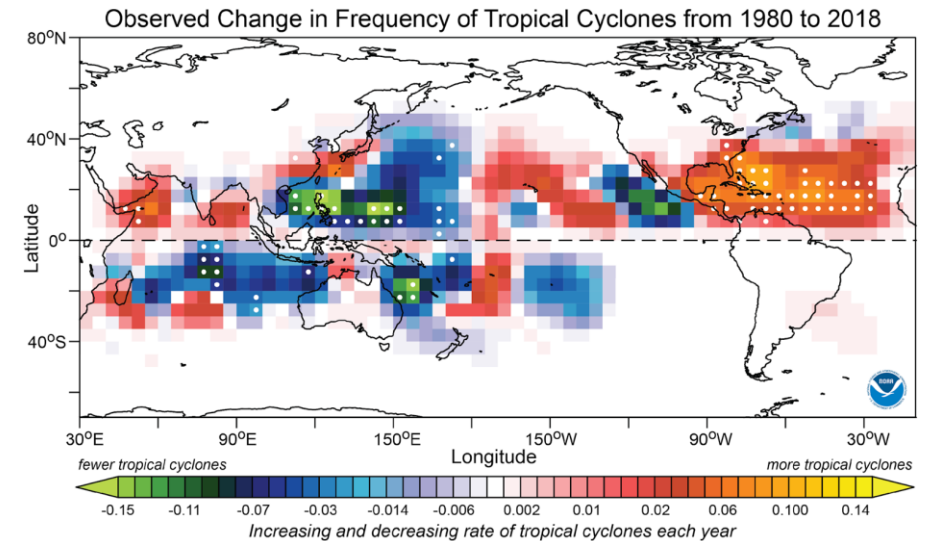 Observed Change in Frequency of Tropical Cyclones from 1980 to 2018
80°N
40°N
0°
40°S
Latitude
30°E 90°E 150°E 150°W 90°W 30°W
Longitude
fewer tropical cyclones more tropical cyclones
-0.15 -0.11 -0.07 -0.03 -0.014 -0.006 0.002 0.01 0.02 0.06 0.100 0.14
Increasing and decreasing rate of tropical cyclones each year
NOAA